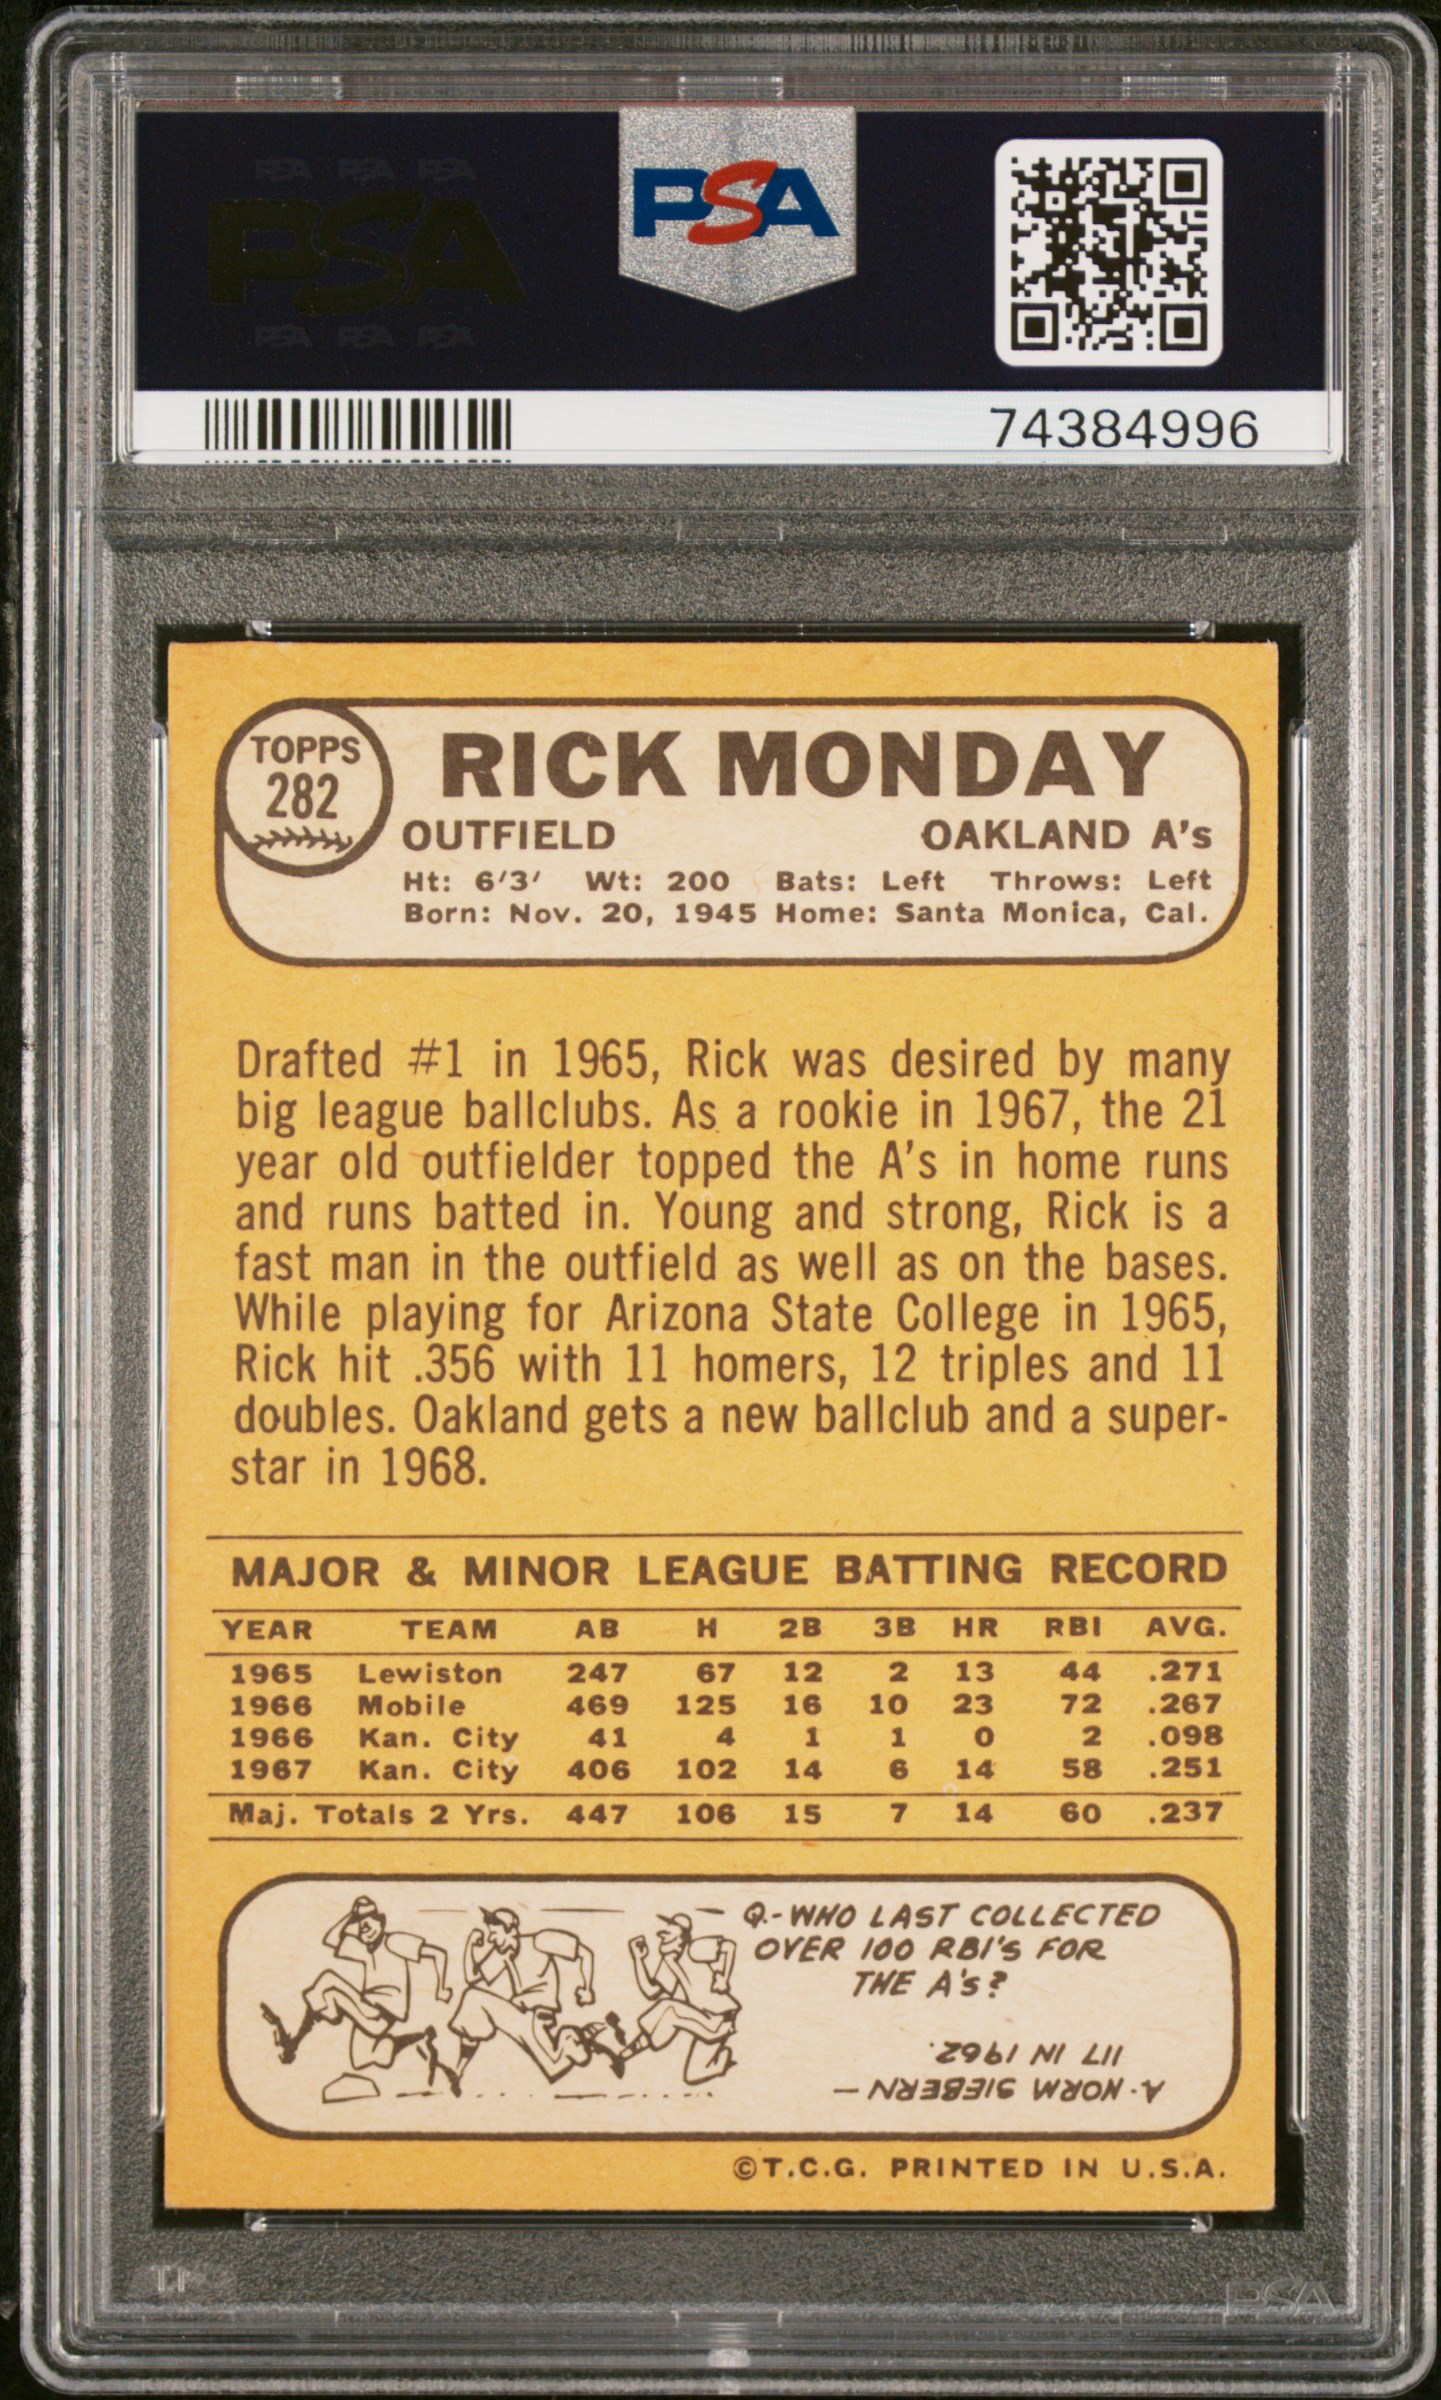 PSA PSA PSA
PSA
PSA PSA PSA
PSA
74384996
TOPPS
282
RICK MONDAY
OUTFIELD OAKLAND A's
Ht: 6'3' Wt: 200 Bats: Left Throws: Left
Born: Nov. 20, 1945 Home: Santa Monica, Cal.
Drafted #1 in 1965, Rick was desired by many
big league ballclubs. As a rookie in 1967, the 21
year old outfielder topped the A's in home runs
and runs batted in. Young and strong, Rick is a
fast man in the outfield as well as on the bases.
While playing for Arizona State College in 1965,
Rick hit .356 with 11 homers, 12 triples and 11
doubles. Oakland gets a new ballclub and a super-
star in 1968.
MAJOR & MINOR LEAGUE BATTING RECORD
YEAR TEAM AB H 2B 3B HR RBI AVG.
1965 Lewiston 247 67 12 2 13 44 .271
1966 Mobile 469 125 16 10 23 72 .267
1966 Kan. City 41 4 1 1 0 2 .098
1967 Kan. City 406 102 14 6 14 58 .251
Maj. Totals 2 Yrs. 447 106 15 7 14 60 .237
Q.-WHO LAST COLLECTED
OVER 100 RBI'S FOR
THE A's?
A-NORM SIEBERN —
117 IN 1962.
©T.C.G. PRINTED IN U.S.A.
PSA